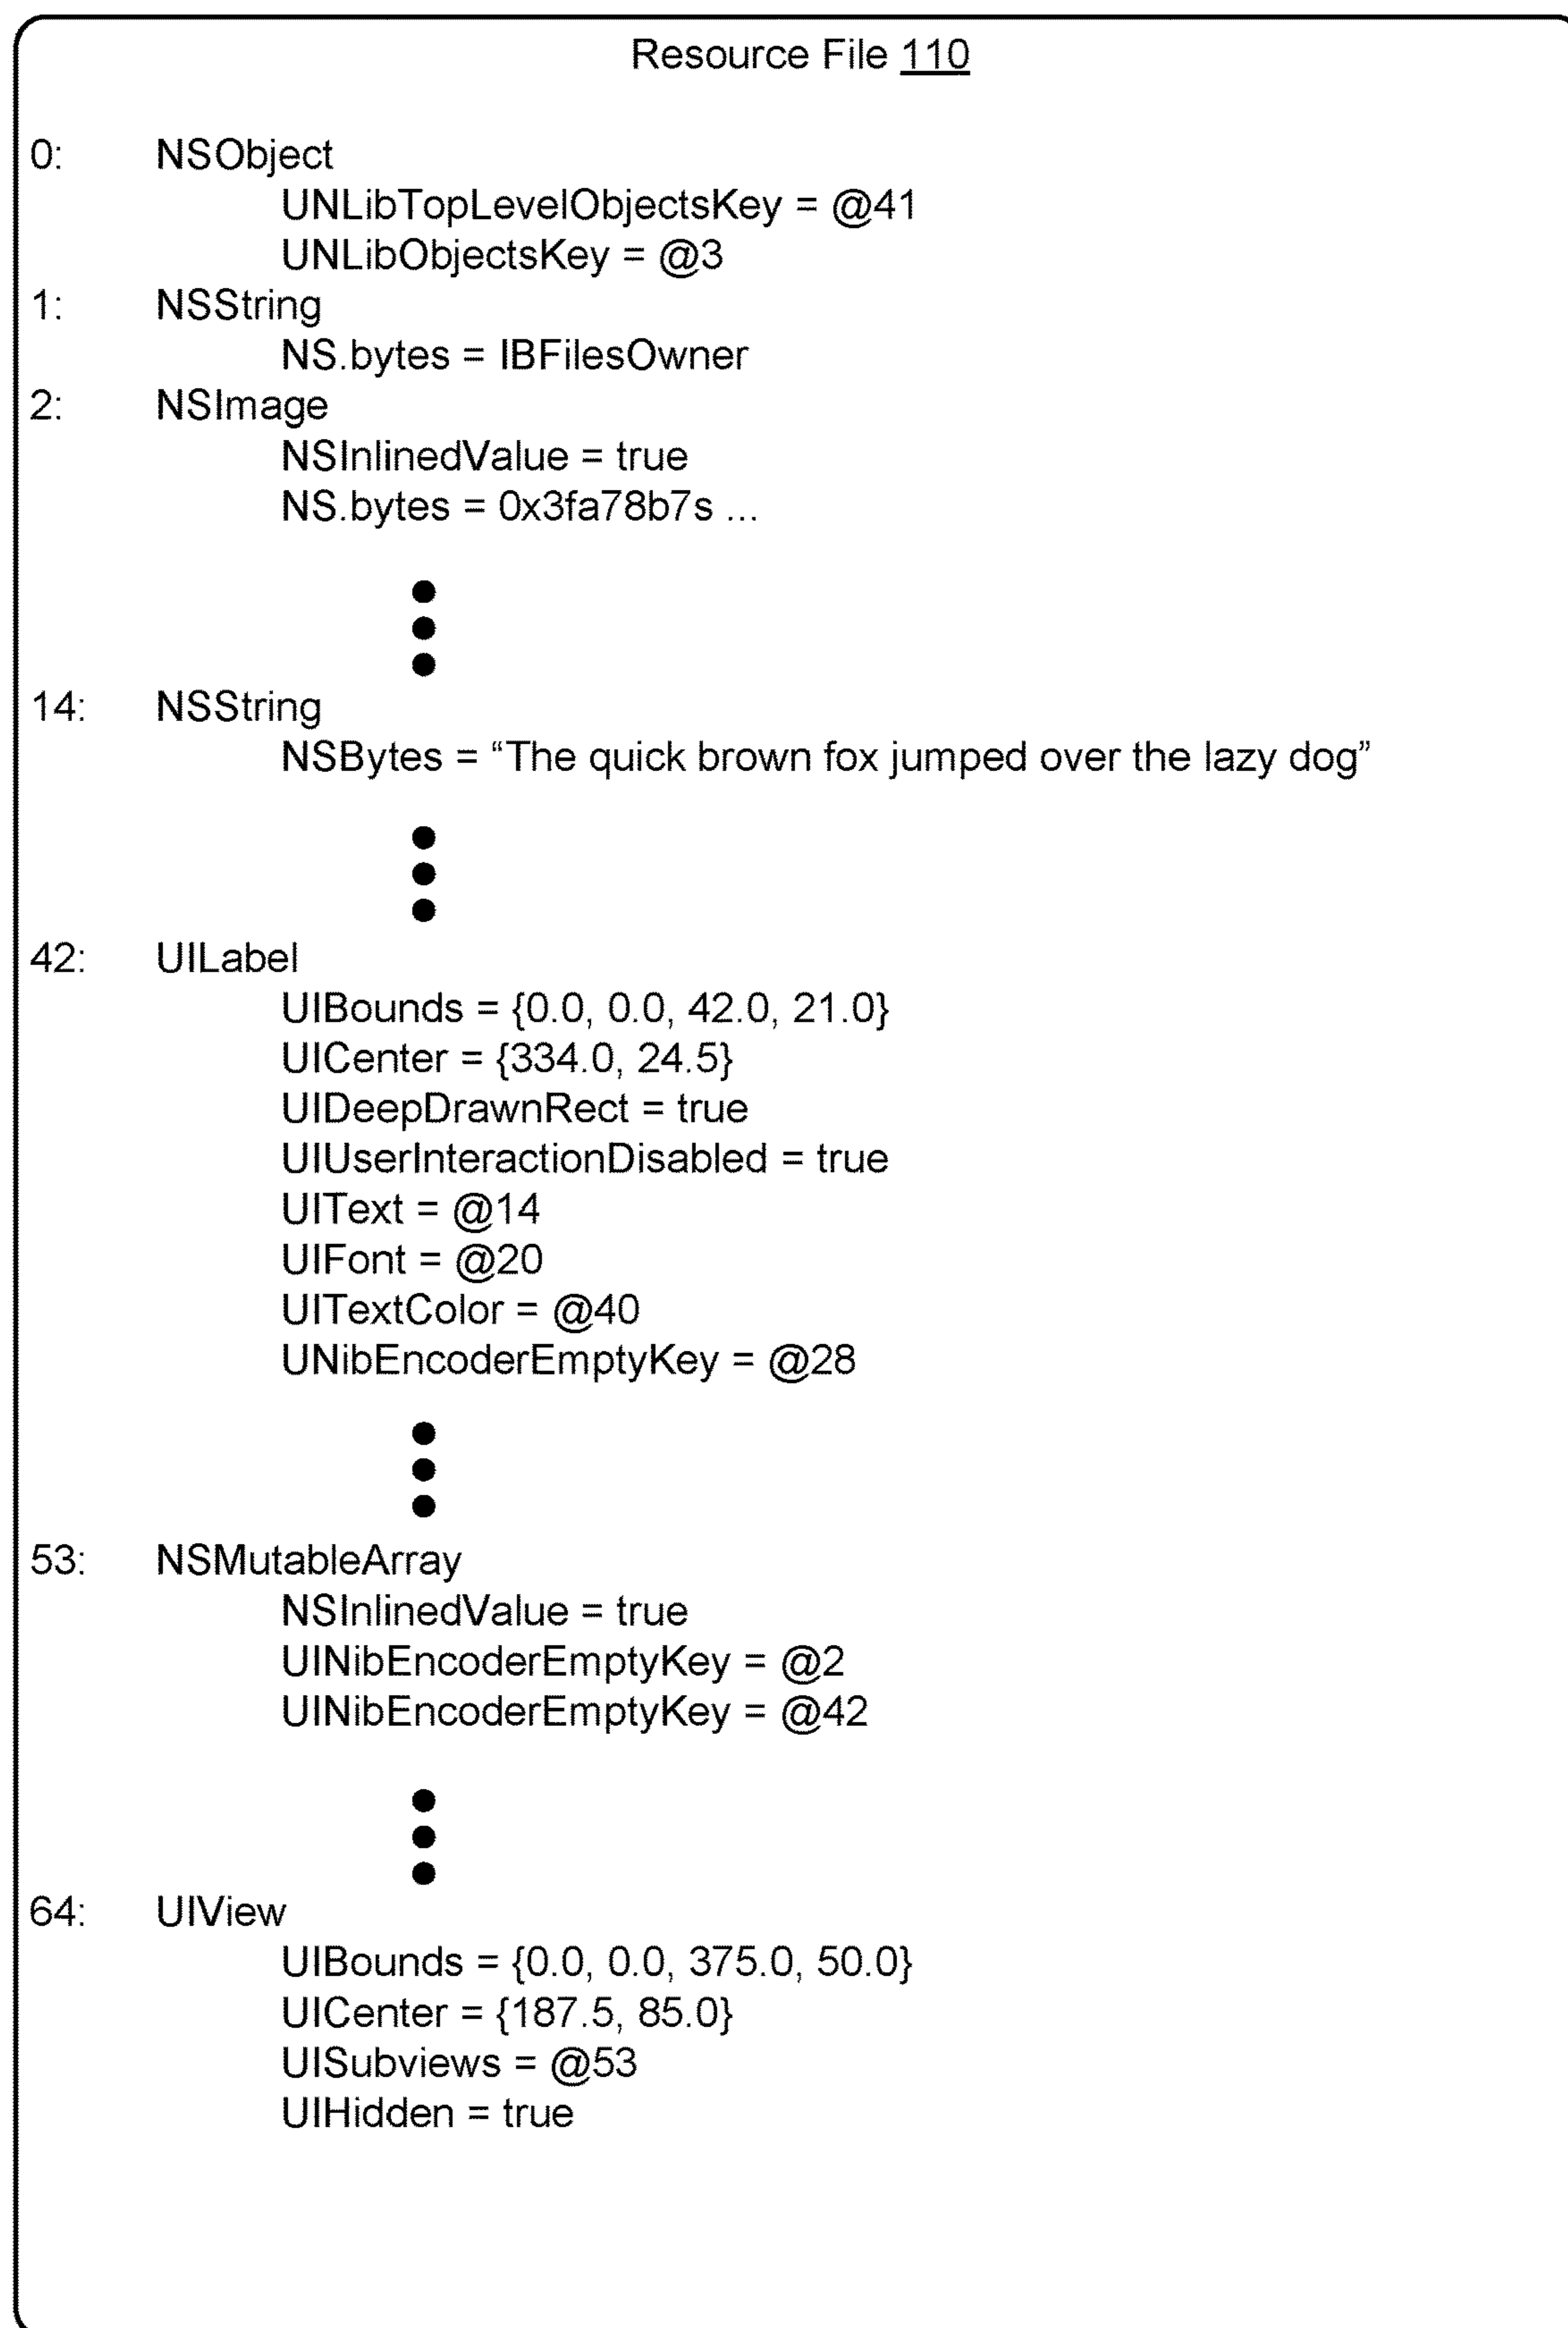 Resource File 110
0: NSObject
UNLibTopLevelObjectsKey = @41
UNLibObjectsKey = @3
1: NSString
NS.bytes = IBFilesOwner
2: NSImage
NSInlinedValue = true
NS.bytes = 0x3fa78b7s ...
14: NSString
NSBytes = “The quick brown fox jumped over the lazy dog”
42: UILabel
UIBounds = {0.0, 0.0, 42.0, 21.0}
UICenter = {334.0, 24.5}
UIDeepDrawnRect = true
UIUserInteractionDisabled = true
UIText = @14
UIFont = @20
UITextColor = @40
UNibEncoderEmptyKey = @28
53: NSMutableArray
NSInlinedValue = true
UINibEncoderEmptyKey = @2
UINibEncoderEmptyKey = @42
64: UIView
UIBounds = {0.0, 0.0, 375.0, 50.0}
UICenter = {187.5, 85.0}
UISubviews = @53
UIHidden = true